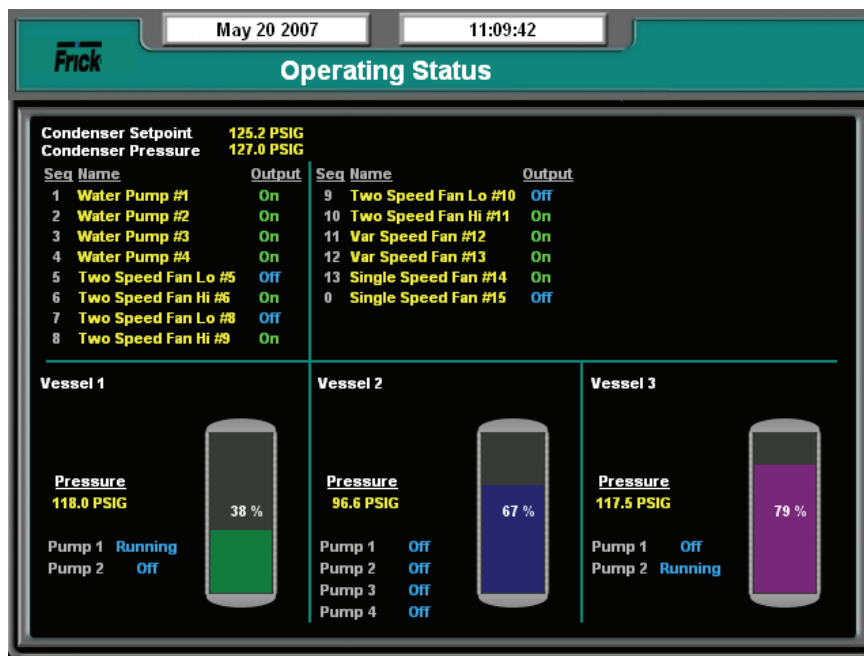 May 20 2007
11:09:42
Frick
Operating Status
Condenser Setpoint 125.2 PSIG
Condenser Pressure 127.0 PSIG
Seq Name Output
1 Water Pump #1 On
2 Water Pump #2 On
3 Water Pump #3 On
4 Water Pump #4 On
5 Two Speed Fan Lo #5 Off
6 Two Speed Fan Hi #6 On
7 Two Speed Fan Lo #8 Off
8 Two Speed Fan Hi #9 On
Seq Name Output
9 Two Speed Fan Lo #10 Off
10 Two Speed Fan Hi #11 On
11 Var Speed Fan #12 On
12 Var Speed Fan #13 On
13 Single Speed Fan #14 On
0 Single Speed Fan #15 Off
Vessel 1
Pressure
118.0 PSIG
38 %
Pump 1 Running
Pump 2 Off
Vessel 2
Pressure
96.6 PSIG
67 %
Pump 1 Off
Pump 2 Off
Pump 3 Off
Pump 4 Off
Vessel 3
Pressure
117.5 PSIG
79 %
Pump 1 Off
Pump 2 Running